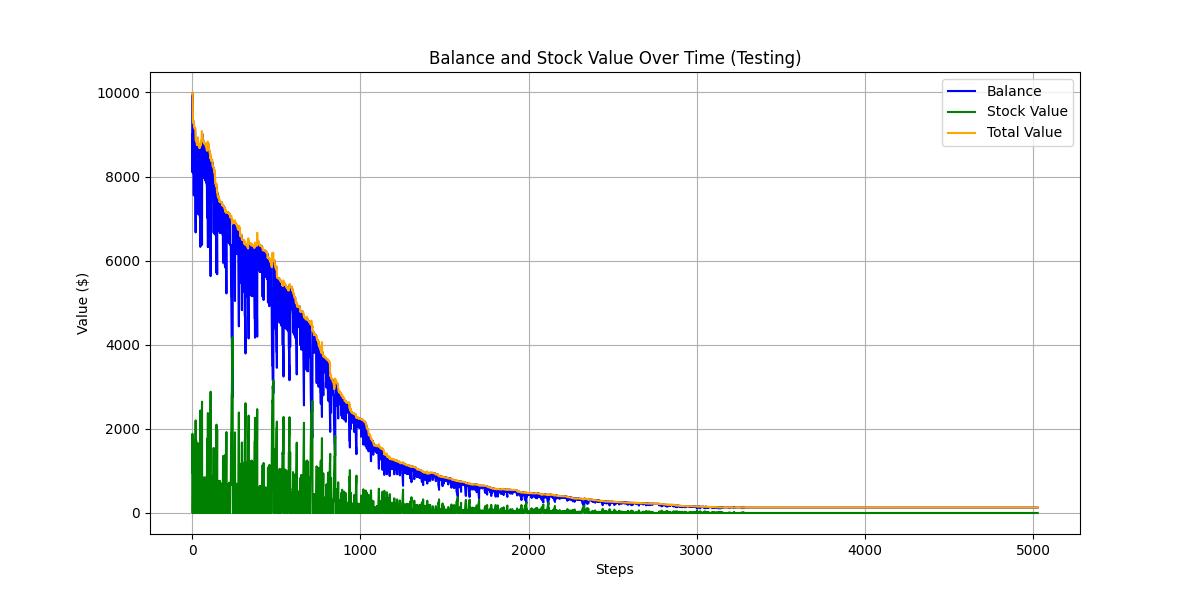 Balance and Stock Value Over Time (Testing)
Balance
Stock Value
Total Value
Value ($)
10000
8000
6000
4000
2000
0
0 1000 2000 3000 4000 5000
Steps